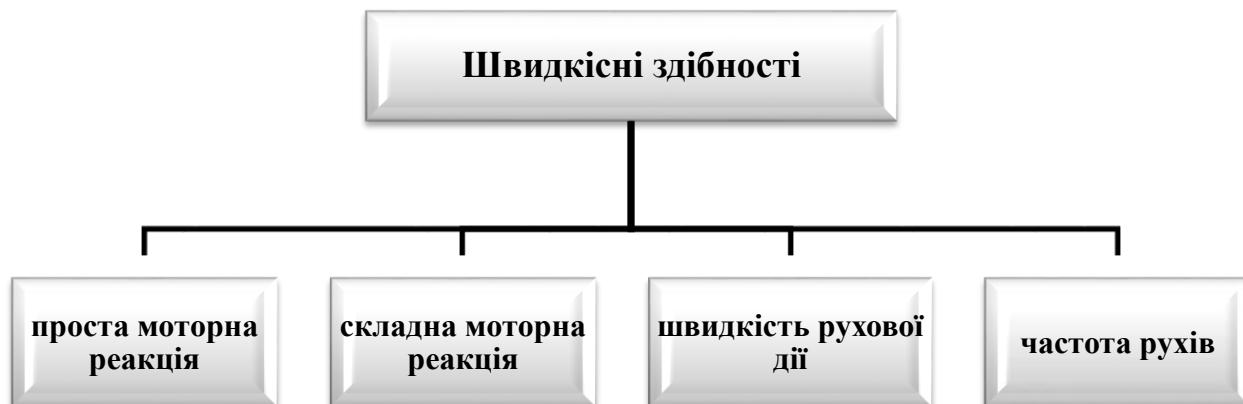 Швидкісні здібності
проста моторна
реакція
складна моторна
реакція
швидкість рухової
дії
частота рухів